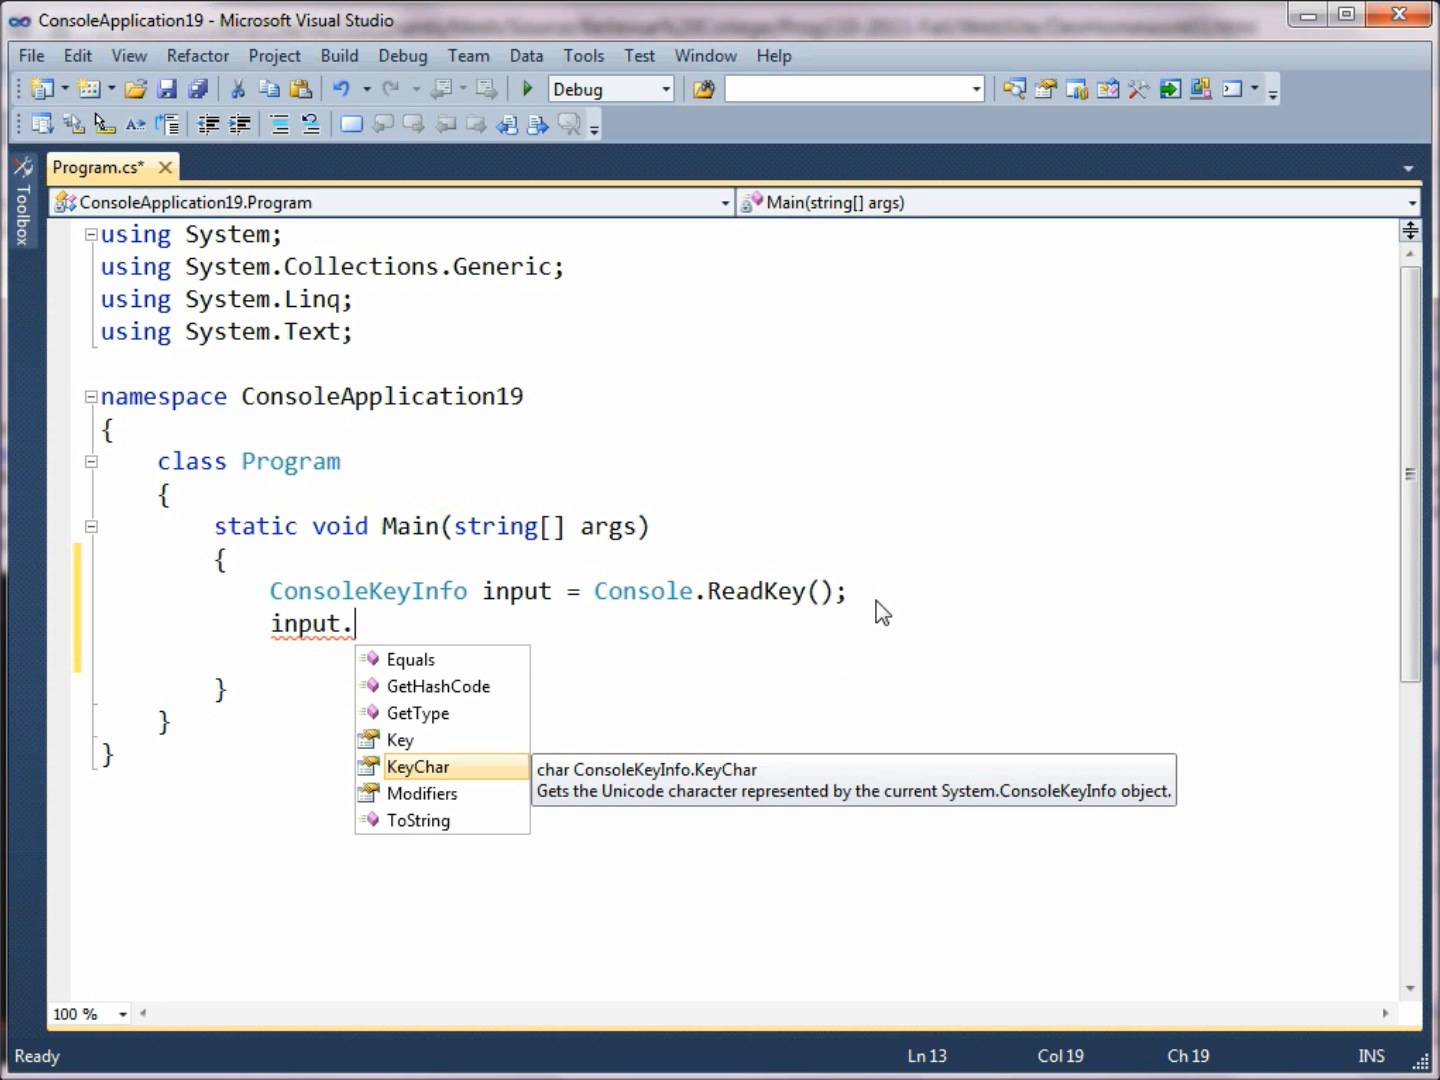 ConsoleApplication19 - Microsoft Visual Studio
File Edit View Refactor Project Build Debug Team Data Tools Test Window Help
Debug
Toolbox
Program.cs*
ConsoleApplication19.Program
Main(string[] args)
using System;
using System.Collections.Generic;
using System.Linq;
using System.Text;
namespace ConsoleApplication19
{
class Program
{
static void Main(string[] args)
{
ConsoleKeyInfo input = Console.ReadKey();
input.
Equals
GetHashCode
GetType
Key
KeyChar
Modifiers
ToString
char ConsoleKeyInfo.KeyChar
Gets the Unicode character represented by the current System.ConsoleKeyInfo object.
}
}
}
100 %
Ready Ln 13 Col 19 Ch 19 INS